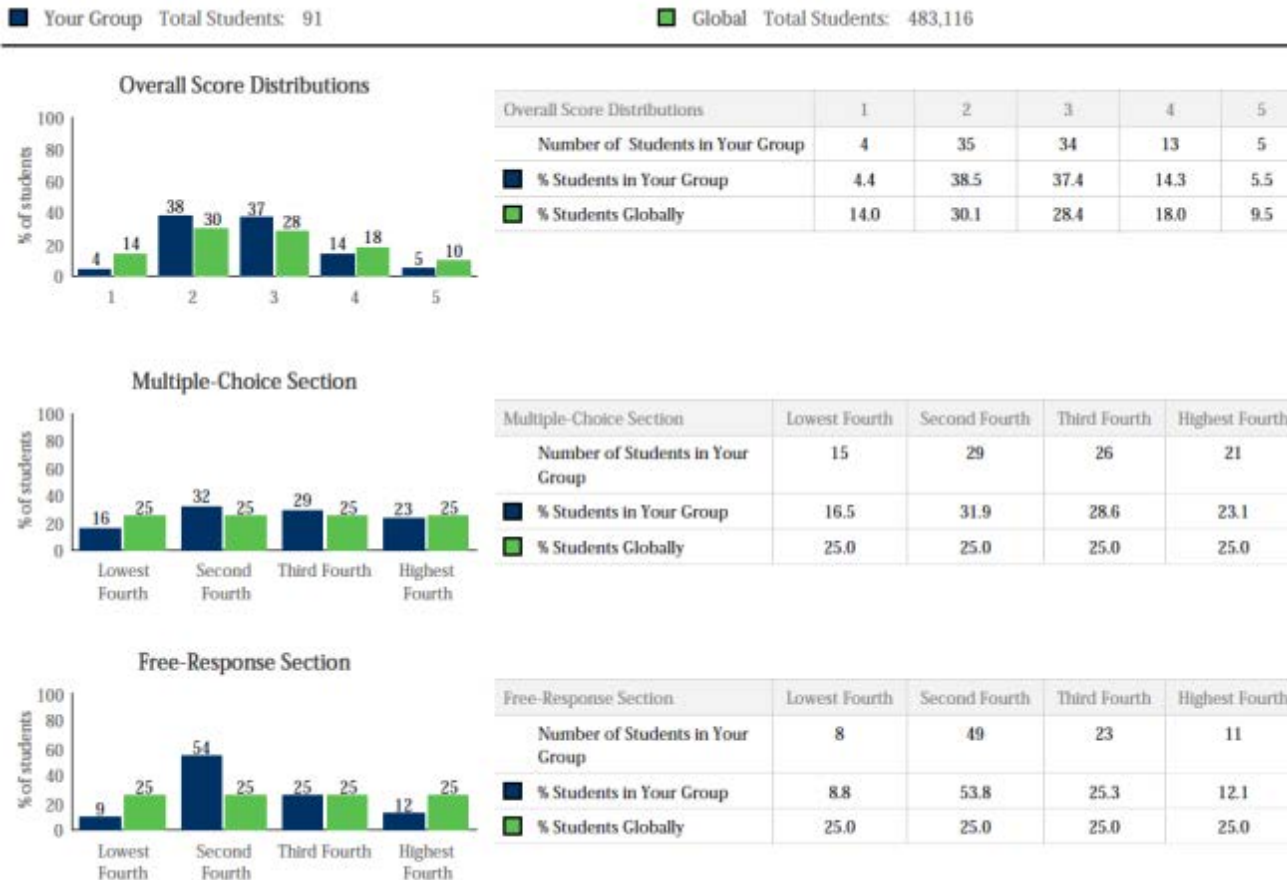 Your Group Total Students: 91 Global Total Students: 483,116
Overall Score Distributions
100
80
60
40
20
0
% of students
4 14 38 30 37 28 14 18 5 10
1 2 3 4 5
Overall Score Distributions 1 2 3 4 5
Number of Students in Your Group 4 35 34 13 5
% Students in Your Group 4.4 38.5 37.4 14.3 5.5
% Students Globally 14.0 30.1 28.4 18.0 9.5
Multiple-Choice Section
100
80
60
40
20
0
% of students
16 25 32 25 29 25 23 25
Lowest Second Third Fourth Highest
Fourth Fourth Fourth
Multiple-Choice Section Lowest Fourth Second Fourth Third Fourth Highest Fourth
Number of Students in Your 15 29 26 21
Group
% Students in Your Group 16.5 31.9 28.6 23.1
% Students Globally 25.0 25.0 25.0 25.0
Free-Response Section
100
80
60
40
20
0
% of students
9 25 54 25 25 25 12 25
Lowest Second Third Fourth Highest
Fourth Fourth Fourth
Free-Response Section Lowest Fourth Second Fourth Third Fourth Highest Fourth
Number of Students in Your 8 49 23 11
Group
% Students in Your Group 8.8 53.8 25.3 12.1
% Students Globally 25.0 25.0 25.0 25.0